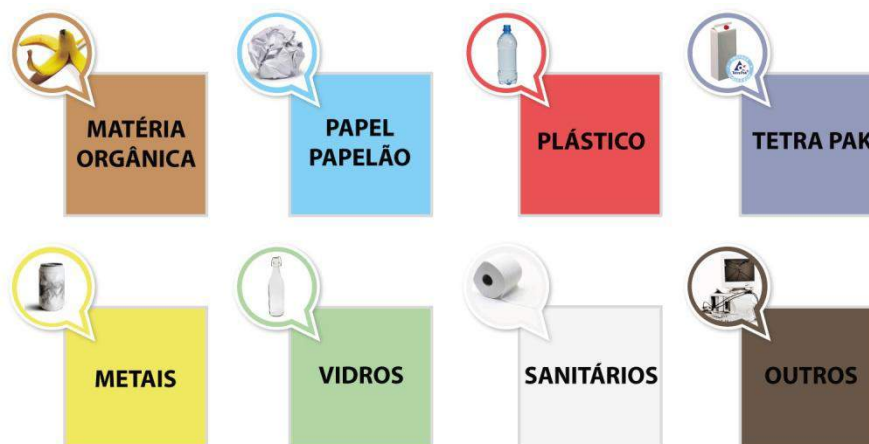 MATÉRIA
ORGÂNICA
PAPEL
PAPELÃO
PLÁSTICO
TETRA PAK
METAIS
VIDROS
SANITÁRIOS
OUTROS